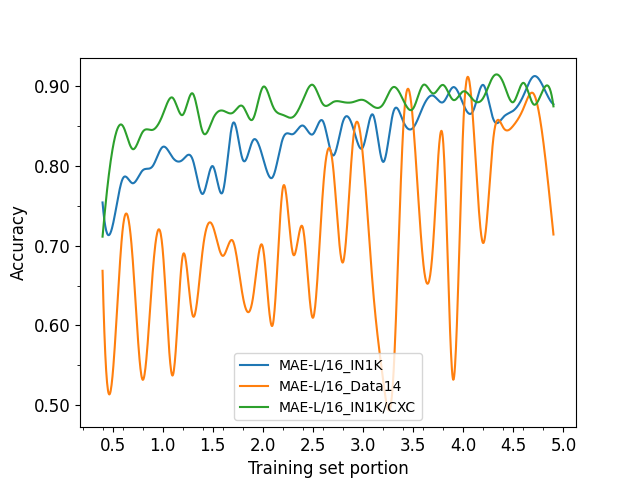 0.90
0.80
0.70
0.60
0.50
Accuracy
MAE-L/16_IN1K
MAE-L/16_Data14
MAE-L/16_IN1K/CXC
0.5 1.0 1.5 2.0 2.5 3.0 3.5 4.0 4.5 5.0
Training set portion